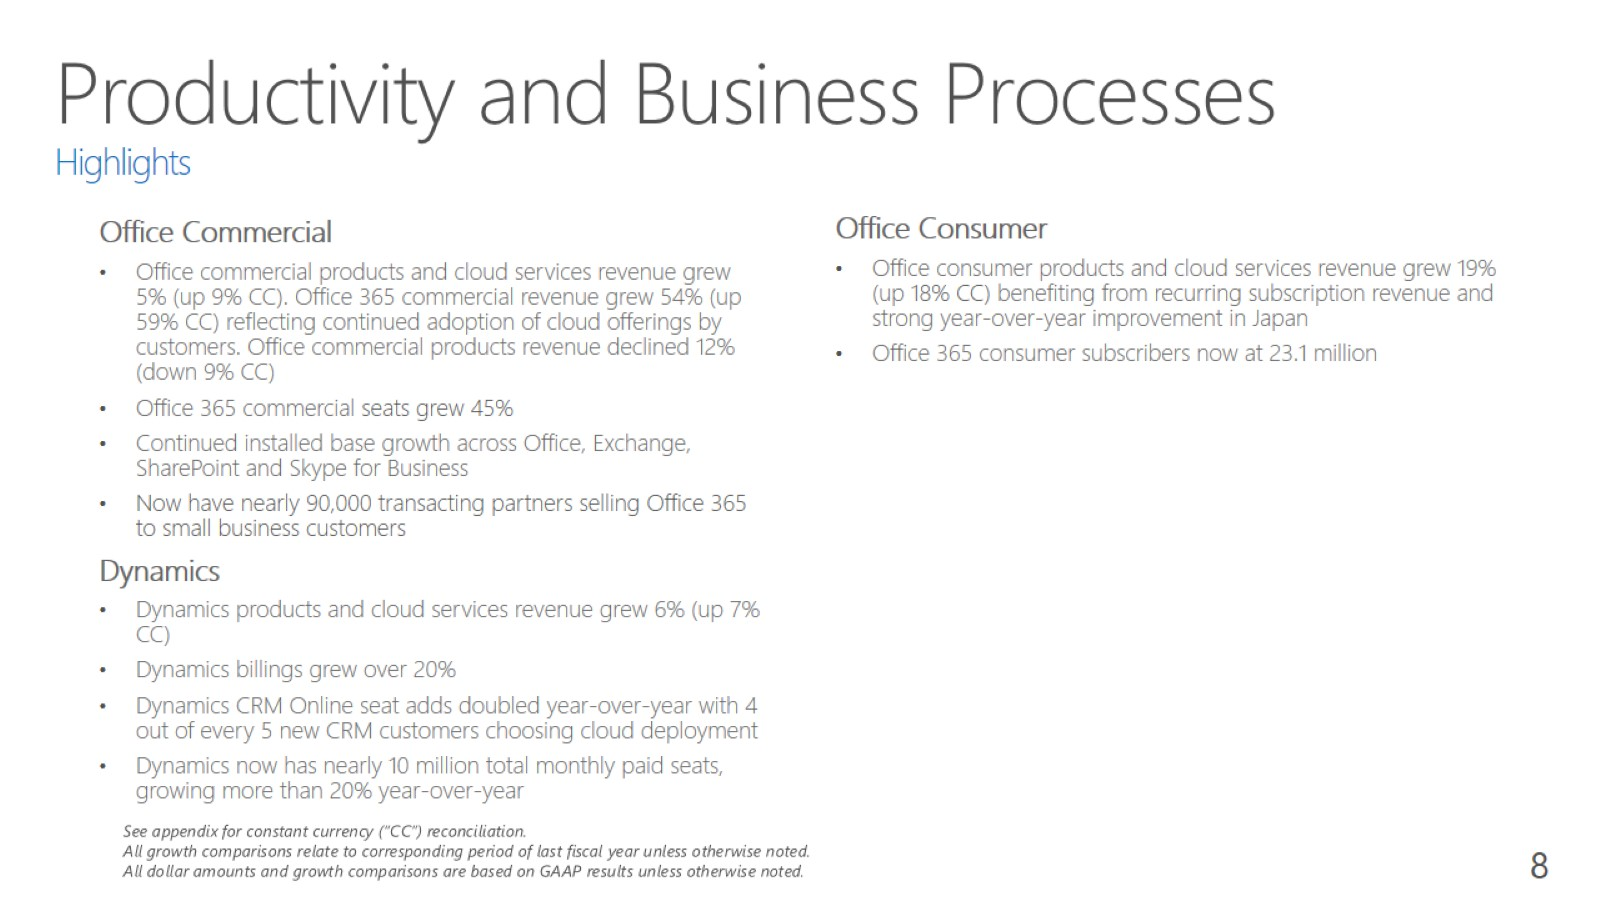 Productivity and Business Processes
Highlights
Office Commercial
• Office commercial products and cloud services revenue grew
5% (up 9% CC). Office 365 commercial revenue grew 54% (up
59% CC) reflecting continued adoption of cloud offerings by
customers. Office commercial products revenue declined 12%
(down 9% CC)
• Office 365 commercial seats grew 45%
• Continued installed base growth across Office, Exchange,
SharePoint and Skype for Business
• Now have nearly 90,000 transacting partners selling Office 365
to small business customers
Dynamics
• Dynamics products and cloud services revenue grew 6% (up 7%
CC)
• Dynamics billings grew over 20%
• Dynamics CRM Online seat adds doubled year-over-year with 4
out of every 5 new CRM customers choosing cloud deployment
• Dynamics now has nearly 10 million total monthly paid seats,
growing more than 20% year-over-year
Office Consumer
• Office consumer products and cloud services revenue grew 19%
(up 18% CC) benefiting from recurring subscription revenue and
strong year-over-year improvement in Japan
• Office 365 consumer subscribers now at 23.1 million
See appendix for constant currency ("CC") reconciliation.
All growth comparisons relate to corresponding period of last fiscal year unless otherwise noted.
All dollar amounts and growth comparisons are based on GAAP results unless otherwise noted.
8